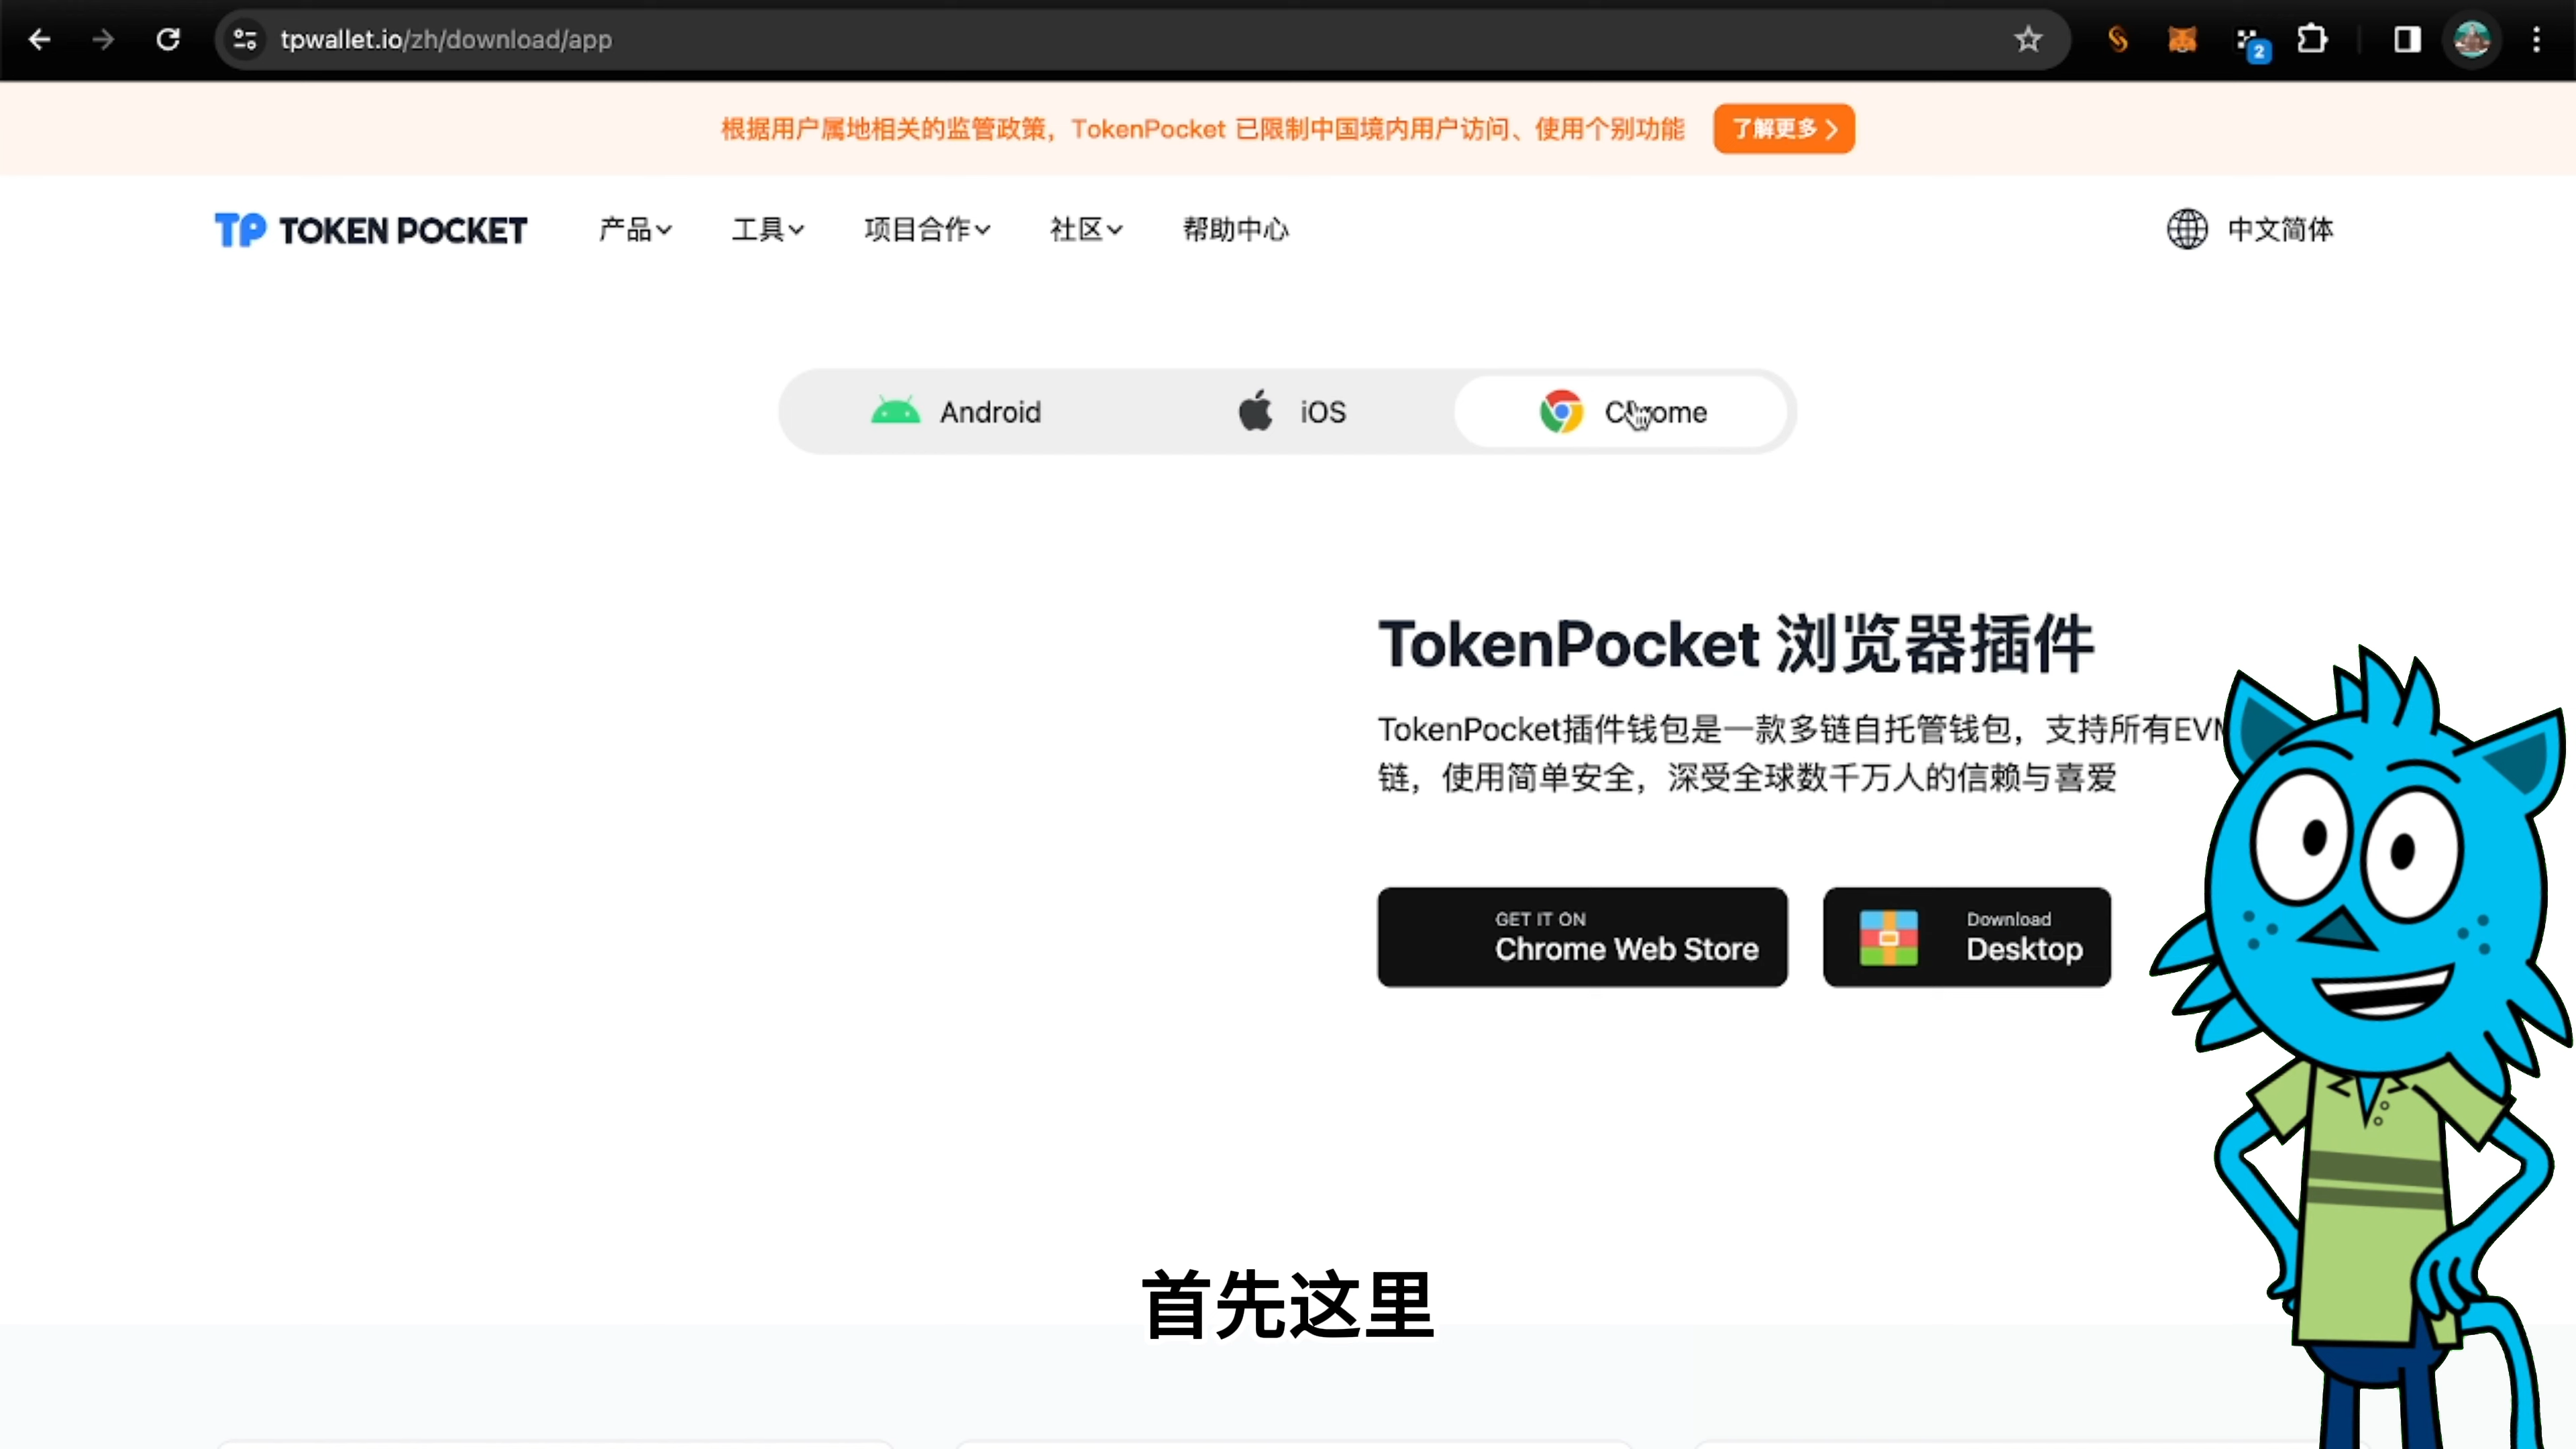 tpwallet.io/zh/download/app
2
根据用户属地相关的监管政策，TokenPocket 已限制中国境内用户访问、使用个别功能
了解更多
TP TOKEN POCKET
产品
工具
项目合作
社区
帮助中心
中文简体
Android
iOS
Chrome
TokenPocket 浏览器插件
TokenPocket插件钱包是一款多链自托管钱包，支持所有EVM
链，使用简单安全，深受全球数千万人的信赖与喜爱
GET IT ON
Chrome Web Store
Download
Desktop
首先这里